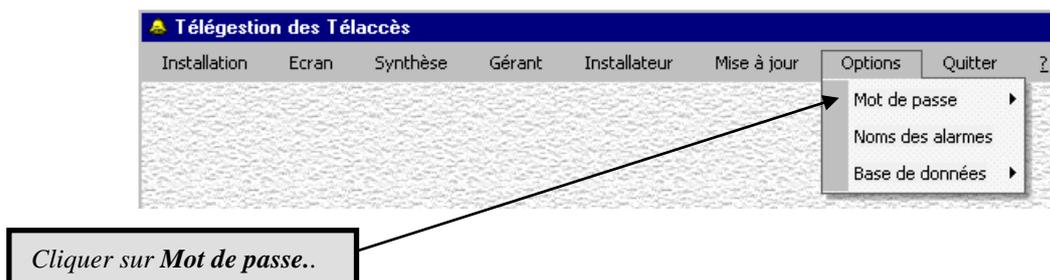 Télégestion des Télaccès
Installation Ecran Synthèse Gérant Installateur Mise à jour Options Quitter ?
Mot de passe
Noms des alarmes
Base de données
Cliquer sur Mot de passe..